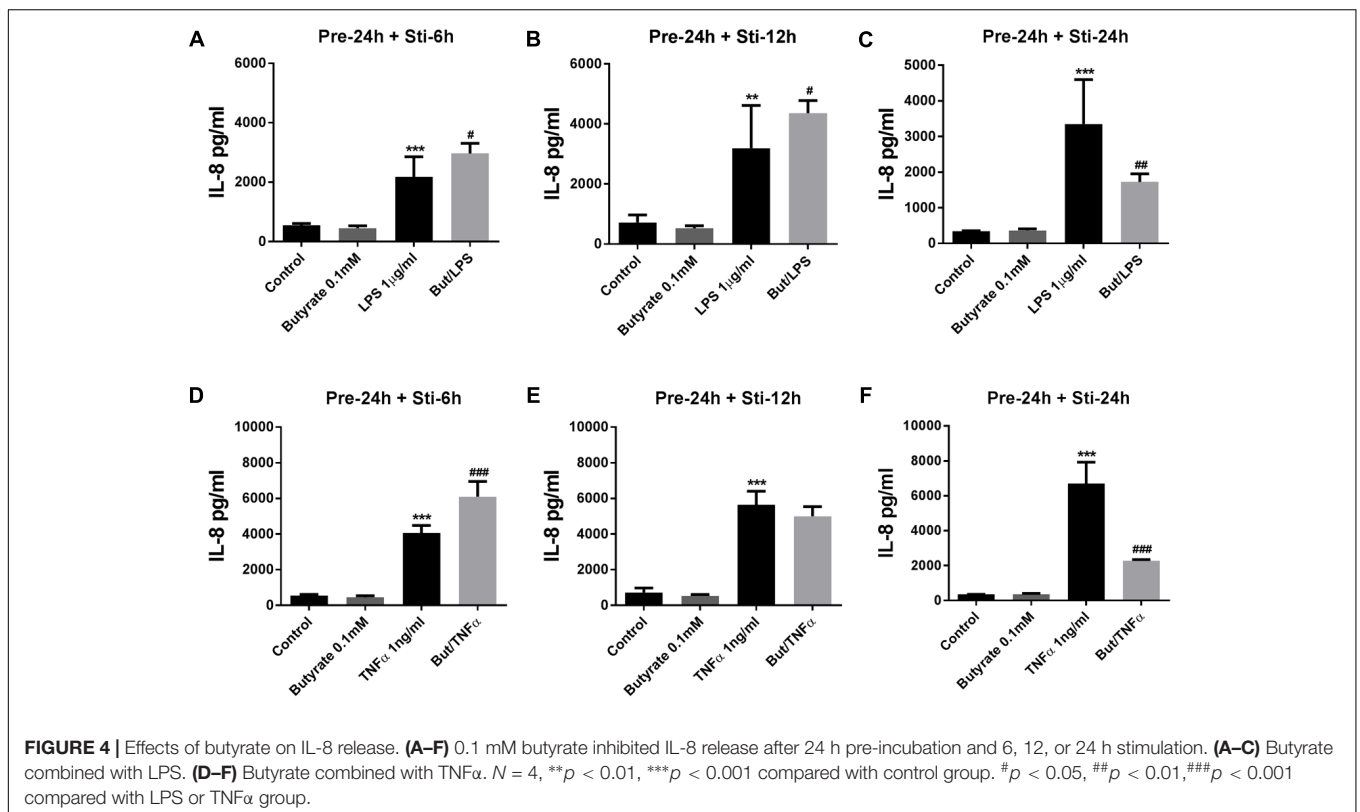 A
Pre-24h + Sti-6h
IL-8 pg/ml
6000
4000
2000
0
Control
Butyrate 0.1mM
LPS 1μg/ml
But/LPS
***
#
B
Pre-24h + Sti-12h
IL-8 pg/ml
6000
4000
2000
0
Control
Butyrate 0.1mM
LPS 1μg/ml
But/LPS
**
#
C
Pre-24h + Sti-24h
IL-8 pg/ml
5000
4000
3000
2000
1000
0
Control
Butyrate 0.1mM
LPS 1μg/ml
But/LPS
***
##
D
Pre-24h + Sti-6h
IL-8 pg/ml
10000
8000
6000
4000
2000
0
Control
Butyrate 0.1mM
TNFα 1ng/ml
But/TNFα
***
###
E
Pre-24h + Sti-12h
IL-8 pg/ml
10000
8000
6000
4000
2000
0
Control
Butyrate 0.1mM
TNFα 1ng/ml
But/TNFα
***
F
Pre-24h + Sti-24h
IL-8 pg/ml
10000
8000
6000
4000
2000
0
Control
Butyrate 0.1mM
TNFα 1ng/ml
But/TNFα
***
###
FIGURE 4 | Effects of butyrate on IL-8 release. (A–F) 0.1 mM butyrate inhibited IL-8 release after 24 h pre-incubation and 6, 12, or 24 h stimulation. (A–C) Butyrate
combined with LPS. (D–F) Butyrate combined with TNFα. N = 4, **p < 0.01, ***p < 0.001 compared with control group. #p < 0.05, ##p < 0.01,###p < 0.001
compared with LPS or TNFα group.